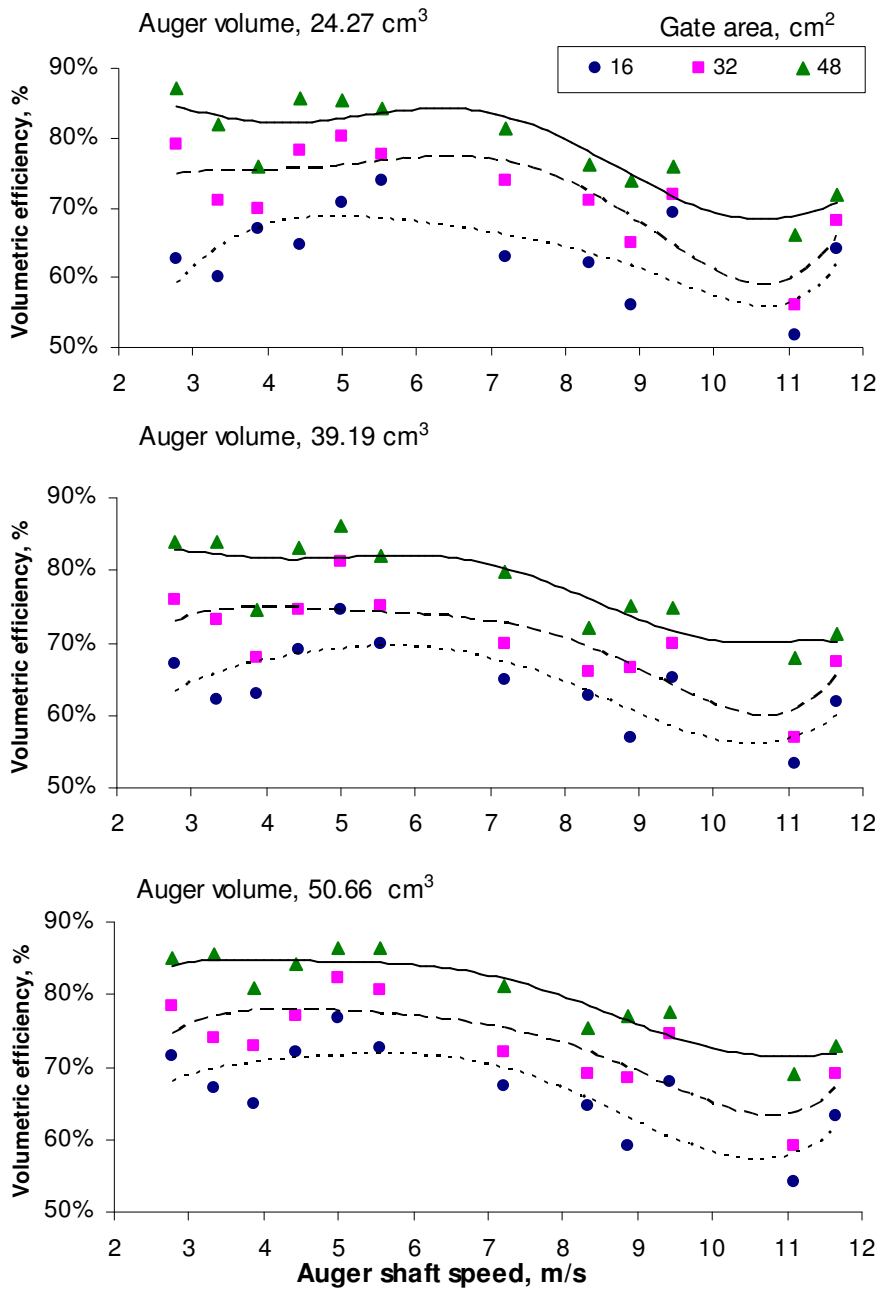 Auger volume, 24.27 cm³
Gate area, cm²
16 32 48
Volumetric efficiency, %
90%
80%
70%
60%
50%
2 3 4 5 6 7 8 9 10 11 12
Auger volume, 39.19 cm³
Volumetric efficiency, %
90%
80%
70%
60%
50%
2 3 4 5 6 7 8 9 10 11 12
Auger volume, 50.66 cm³
Volumetric efficiency, %
90%
80%
70%
60%
50%
2 3 4 5 6 7 8 9 10 11 12
Auger shaft speed, m/s